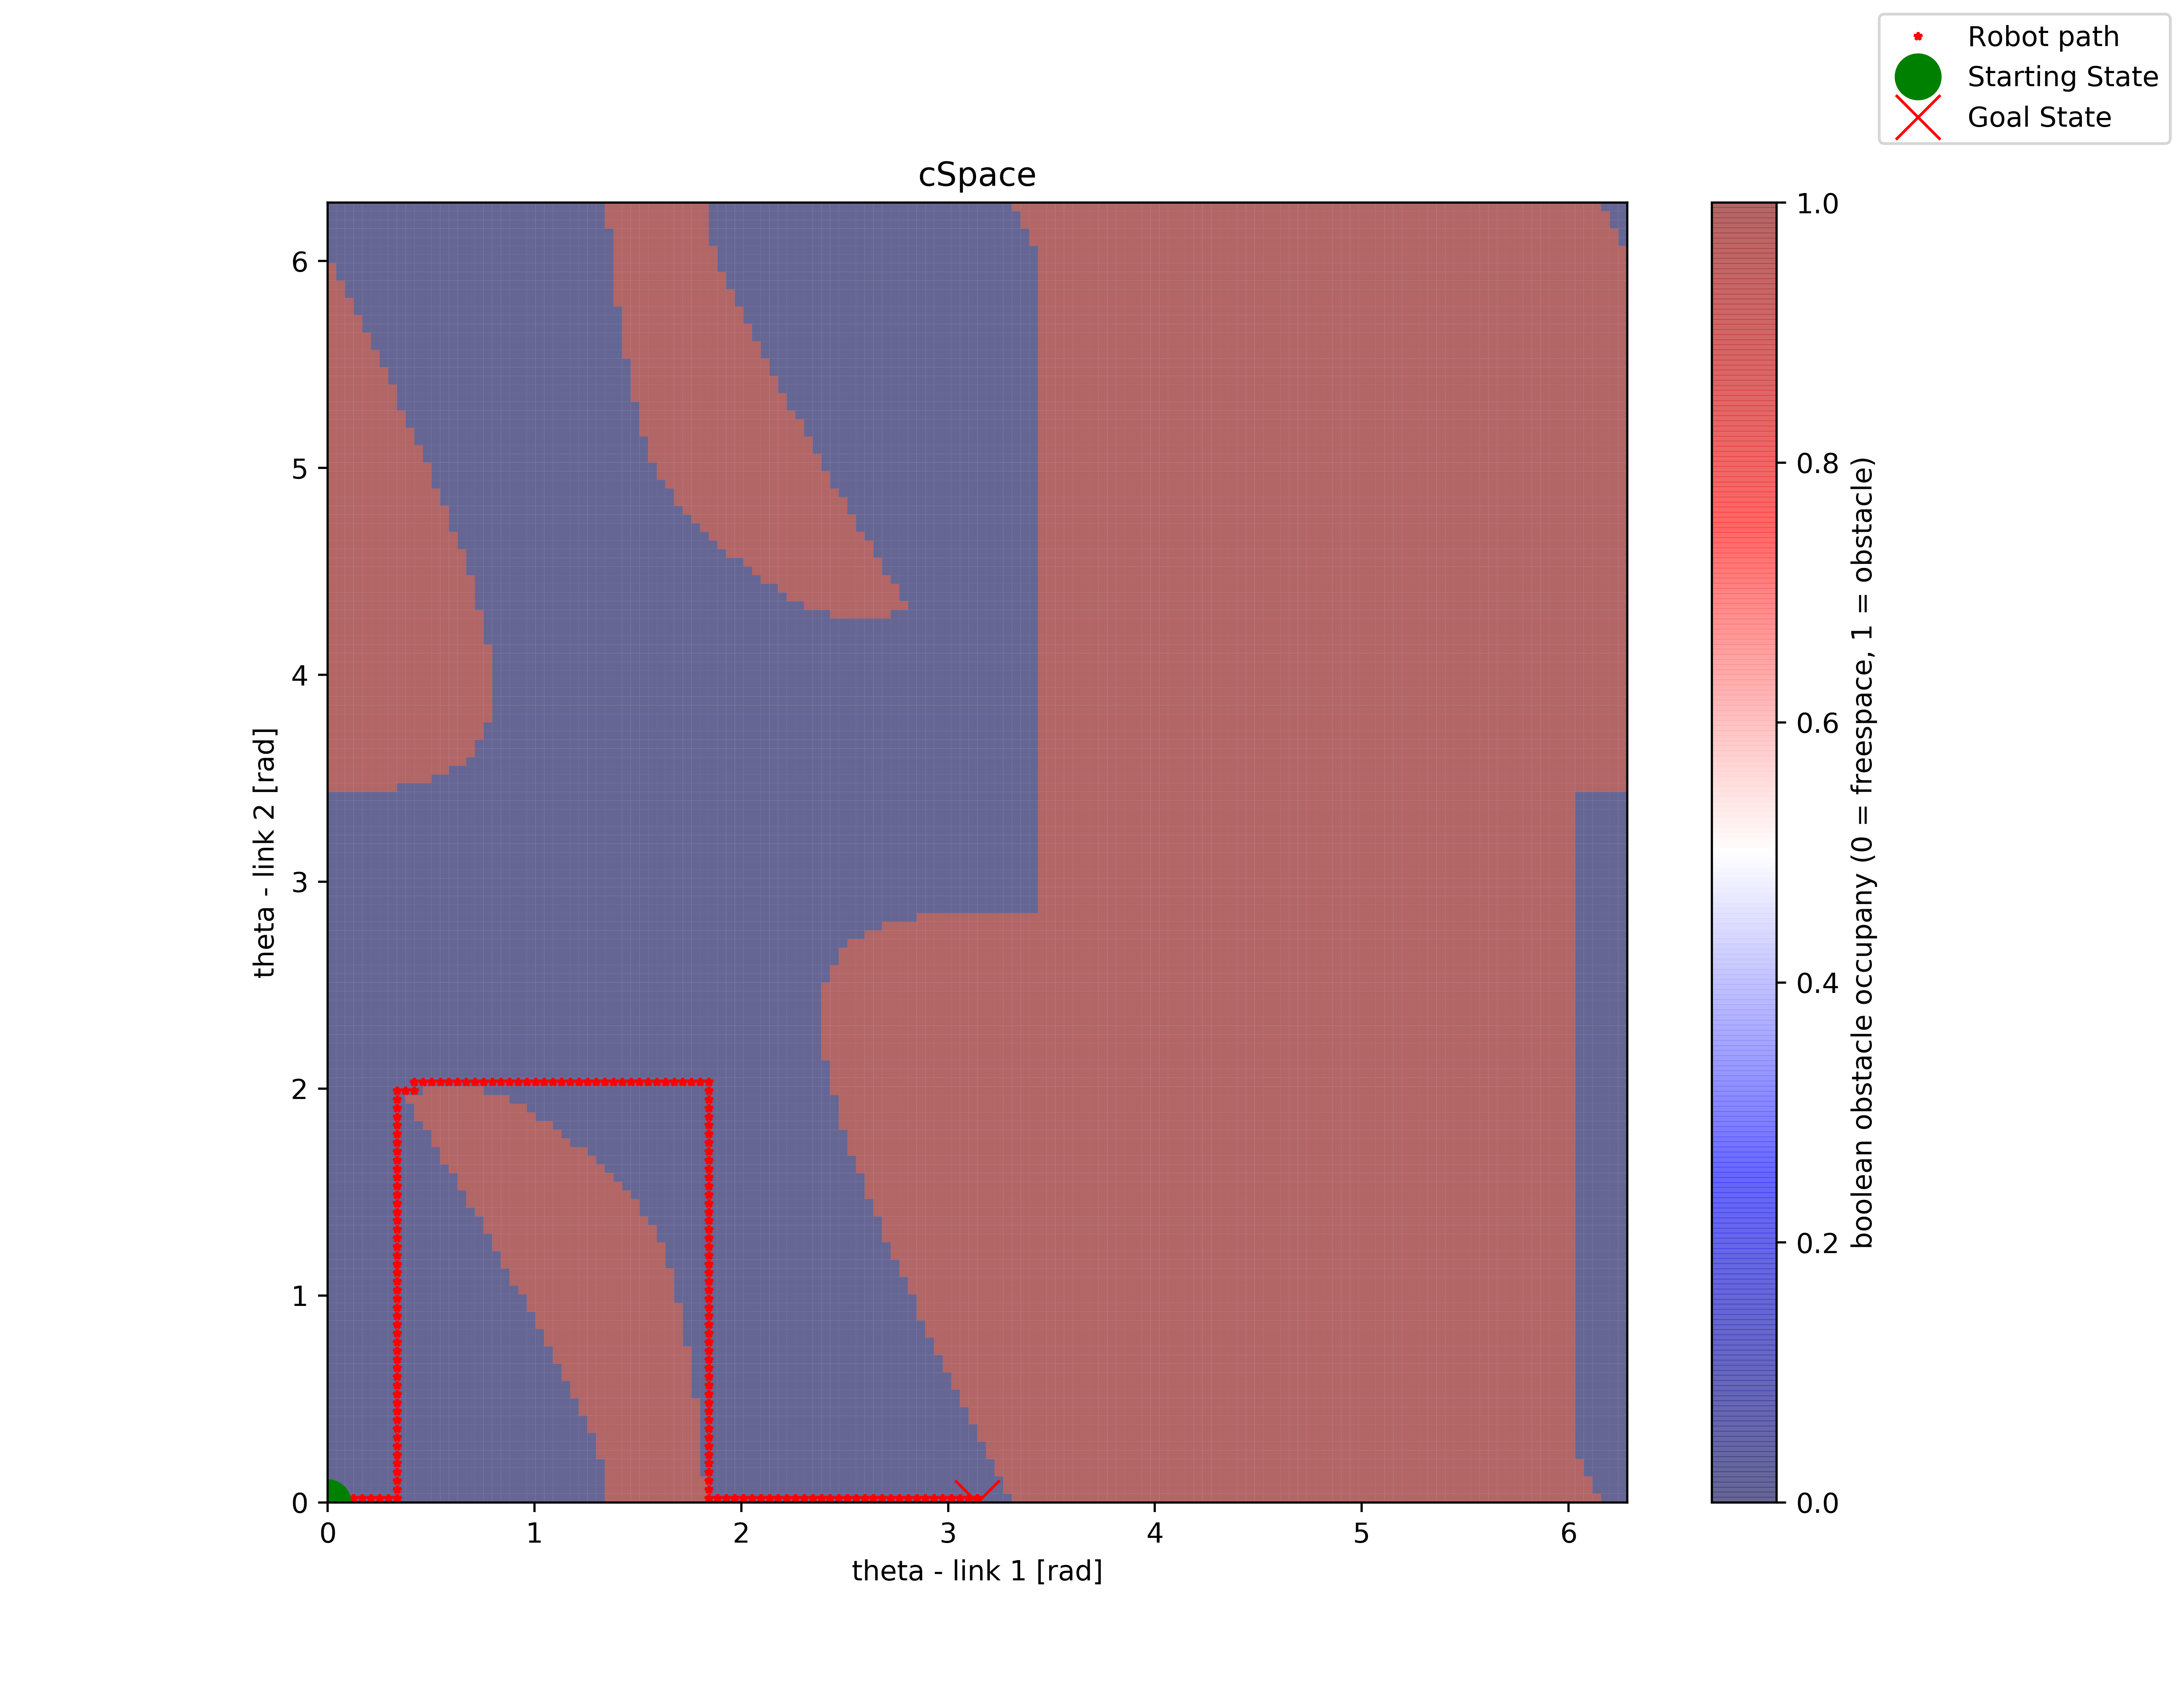 Robot path
Starting State
Goal State
cSpace
6
5
4
3
2
1
0
theta - link 2 [rad]
0 1 2 3 4 5 6
theta - link 1 [rad]
1.0
0.8
0.6
0.4
0.2
0.0
boolean obstacle occupany (0 = freespace, 1 = obstacle)